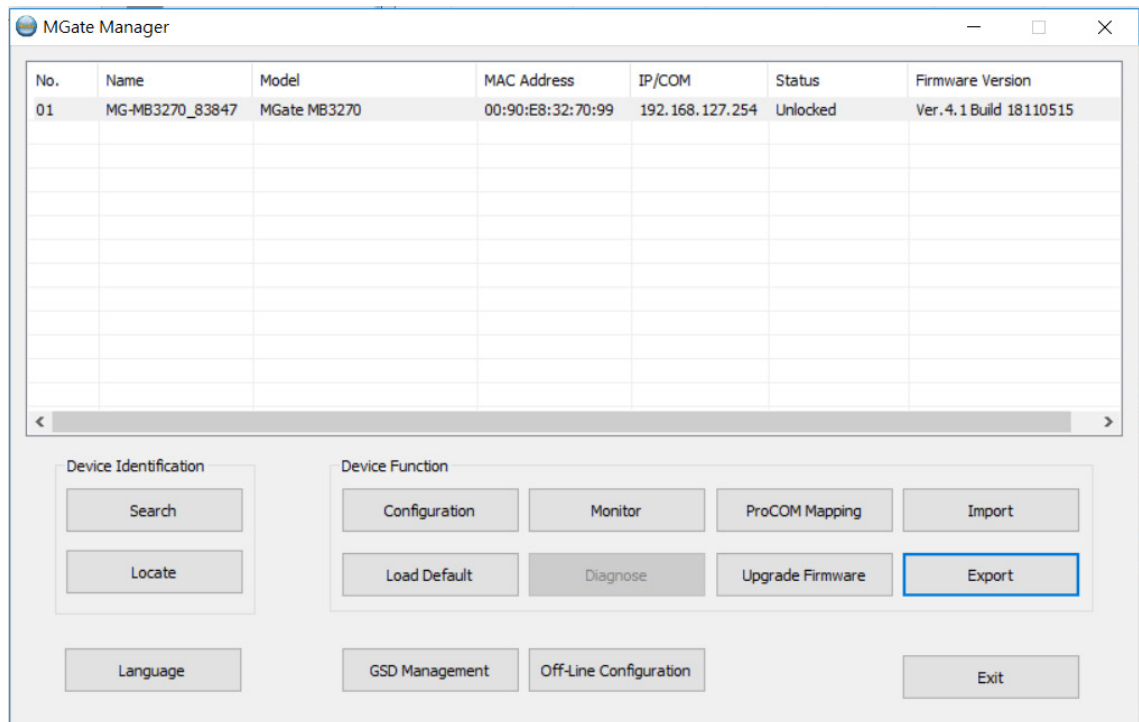 MGate Manager
No. Name Model MAC Address IP/COM Status Firmware Version
01 MG-MB3270_83847 MGate MB3270 00:90:E8:32:70:99 192.168.127.254 Unlocked Ver.4.1 Build 18110515
Device Identification Device Function
Search Configuration Monitor ProCOM Mapping Import
Locate Load Default Diagnose Upgrade Firmware Export
Language GSD Management Off-Line Configuration Exit